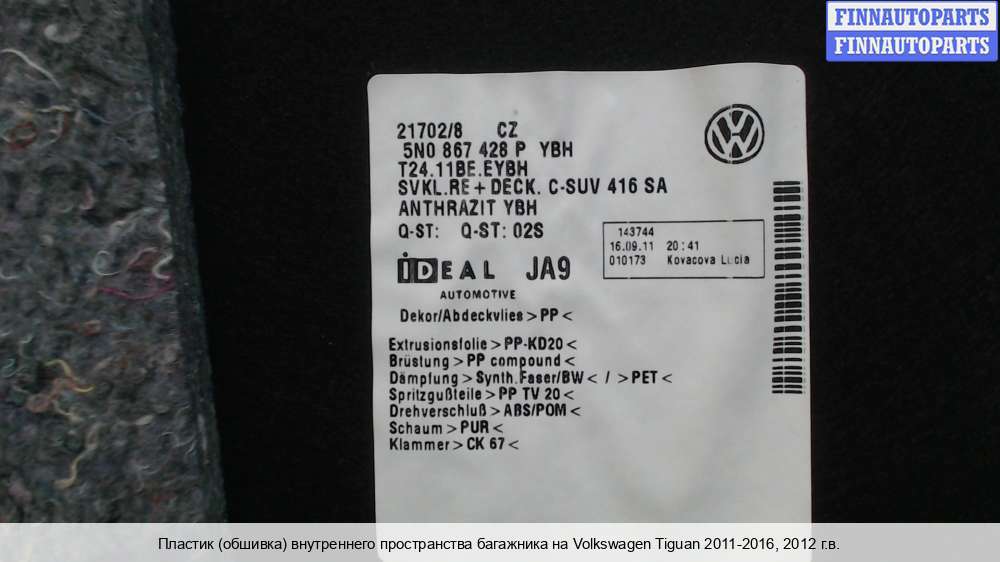 FINNAUTOPARTS
FINNAUTOPARTS
21702/8 CZ
5N0 867 428 P YBH
T24.11BE.EYBH
SVKL.RE + DECK. C-SUV 416 SA
ANTHRAZIT YBH
Q-ST: Q-ST: 02S
143744
16.09.11 20:41
010173 Kovacova Lucia
IDEAL JA9
AUTOMOTIVE
Dekor/Abdeckvlies > PP <
Extrusionsfolie > PP-KD20 <
Brüstung > PP compound <
Dämpfung > Synth.Faser/BW < / > PET <
Spritzgußteile > PP TV 20 <
Drehverschluß > ABS/POM <
Schaum > PUR <
Klammer > CK 67 <
Пластик (обшивка) внутреннего пространства багажника на Volkswagen Tiguan 2011-2016, 2012 г.в.